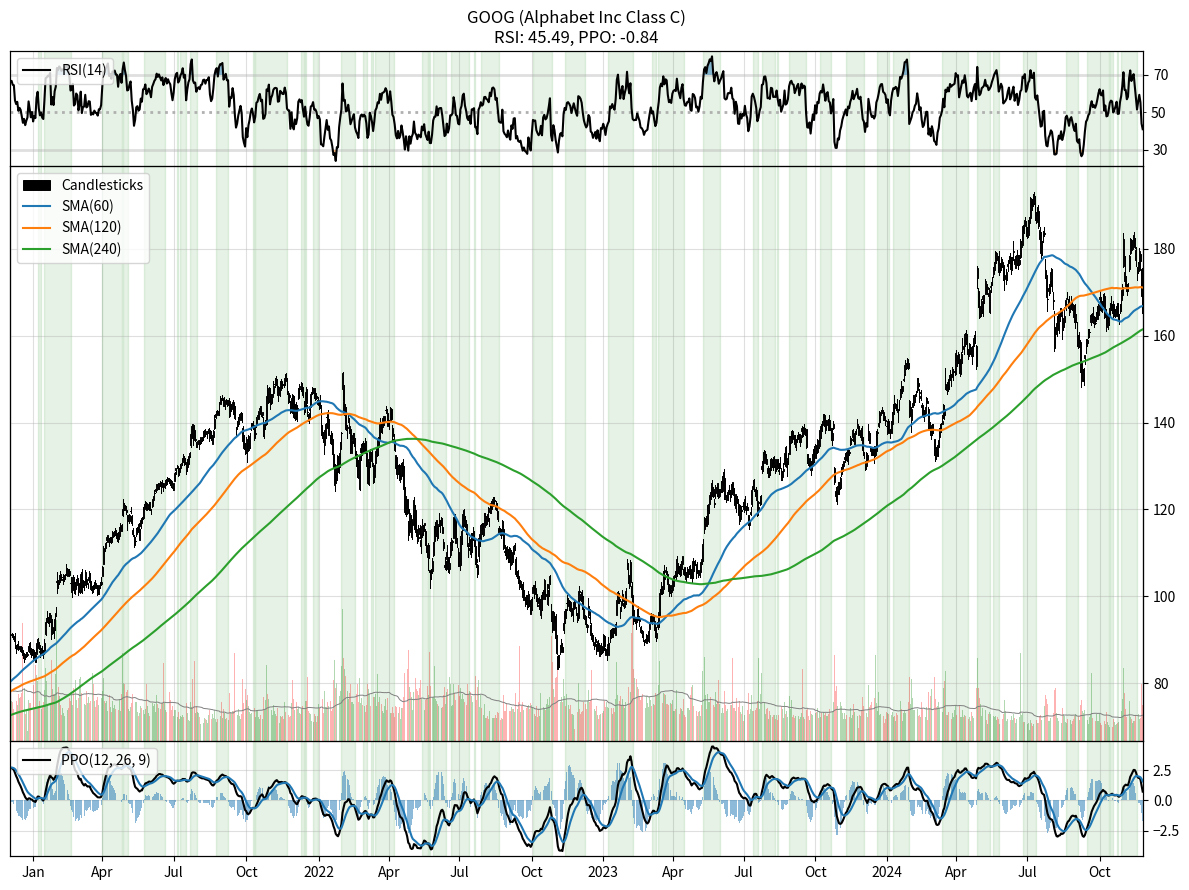 GOOG (Alphabet Inc Class C)
RSI: 45.49, PPO: -0.84
RSI(14)
70
50
30
Candlesticks
SMA(60)
SMA(120)
SMA(240)
180
160
140
120
100
80
PPO(12, 26, 9)
2.5
0.0
−2.5
Jan Apr Jul Oct 2022 Apr Jul Oct 2023 Apr Jul Oct 2024 Apr Jul Oct